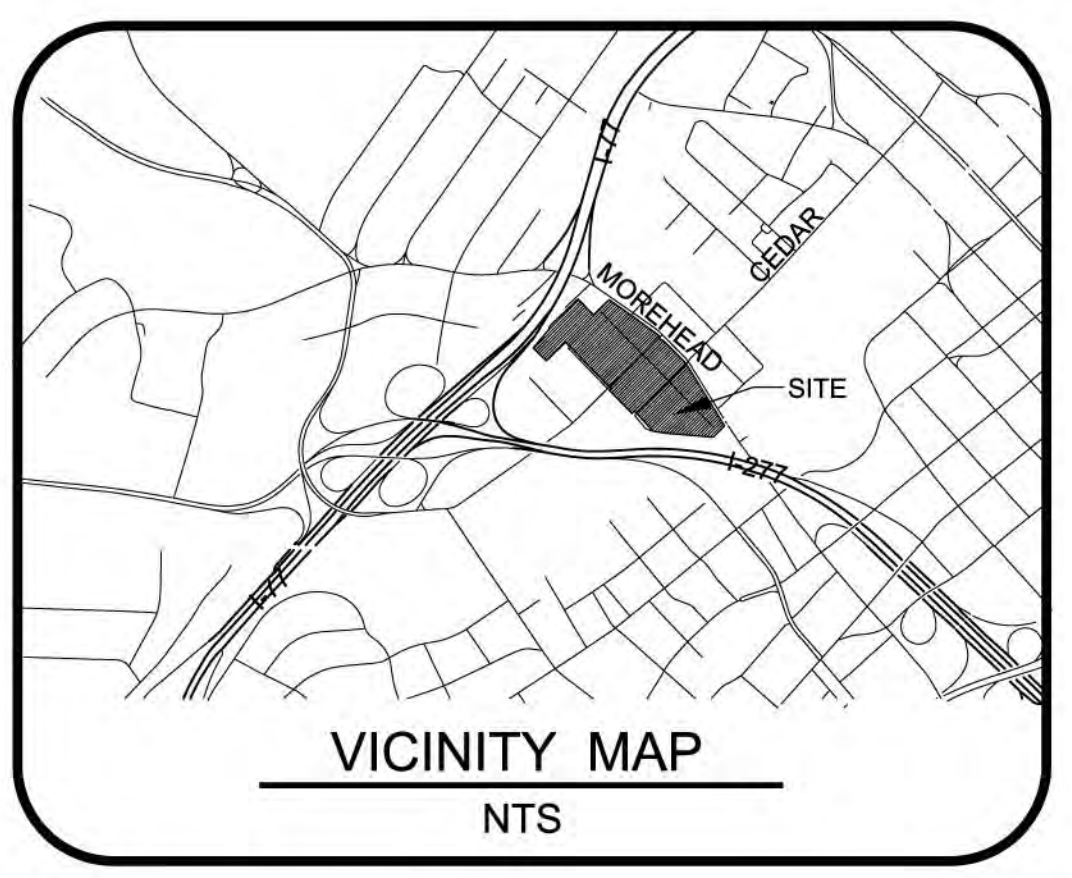 I-77
CEDAR
MOREHEAD
SITE
I-277
I-77
VICINITY MAP
NTS